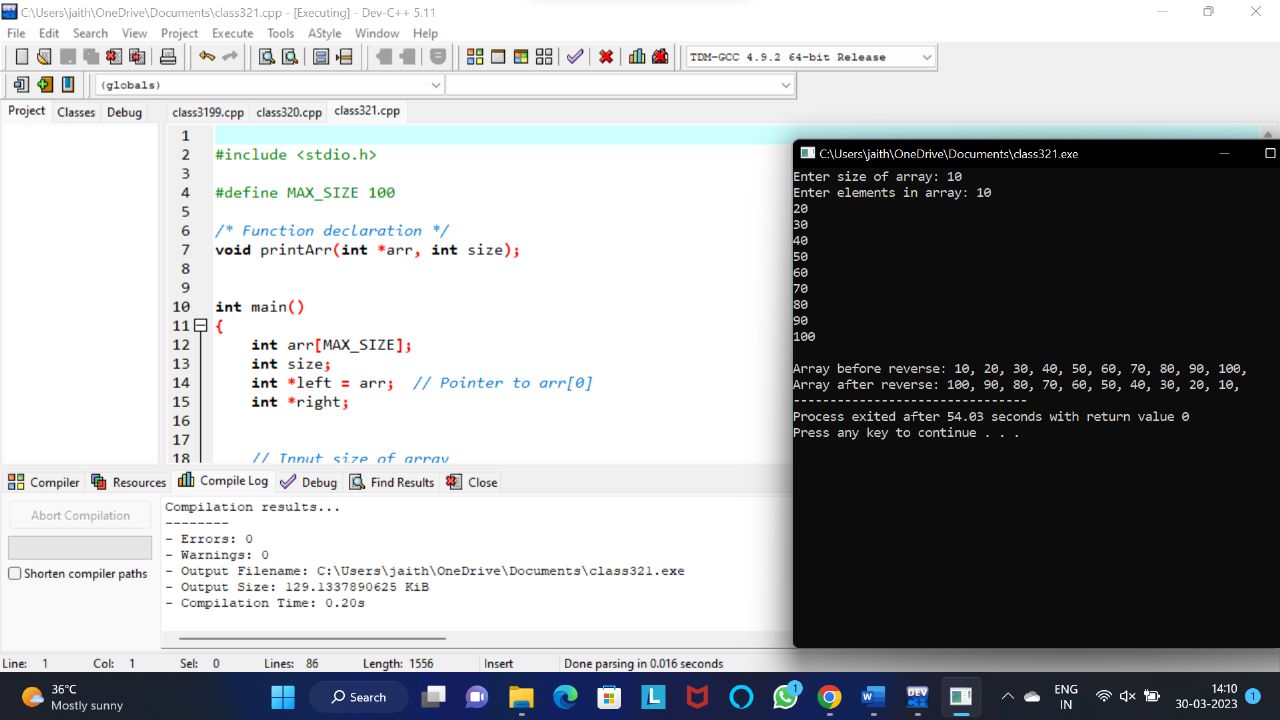 C:\Users\jaith\OneDrive\Documents\class321.cpp - [Executing] - Dev-C++ 5.11
File Edit Search View Project Execute Tools AStyle Window Help
TDM-GCC 4.9.2 64-bit Release
(globals)
Project Classes Debug
class3199.cpp class320.cpp class321.cpp
1
2 #include <stdio.h>
3
4 #define MAX_SIZE 100
5
6 /* Function declaration */
7 void printArr(int *arr, int size);
8
9
10 int main()
11 {
12 int arr[MAX_SIZE];
13 int size;
14 int *left = arr; // Pointer to arr[0]
15 int *right;
16
17
18 // Input size of array
C:\Users\jaith\OneDrive\Documents\class321.exe
Enter size of array: 10
Enter elements in array: 10
20
30
40
50
60
70
80
90
100
Array before reverse: 10, 20, 30, 40, 50, 60, 70, 80, 90, 100,
Array after reverse: 100, 90, 80, 70, 60, 50, 40, 30, 20, 10,
--------------------------------
Process exited after 54.03 seconds with return value 0
Press any key to continue . . .
Compiler Resources Compile Log Debug Find Results Close
Abort Compilation
Shorten compiler paths
Compilation results...
--------
- Errors: 0
- Warnings: 0
- Output Filename: C:\Users\jaith\OneDrive\Documents\class321.exe
- Output Size: 129.1337890625 KiB
- Compilation Time: 0.20s
Line: 1 Col: 1 Sel: 0 Lines: 86 Length: 1556 Insert Done parsing in 0.016 seconds
36°C
Mostly sunny
Search
L
1
W
DEV
ENG
IN
14:10
30-03-2023
1